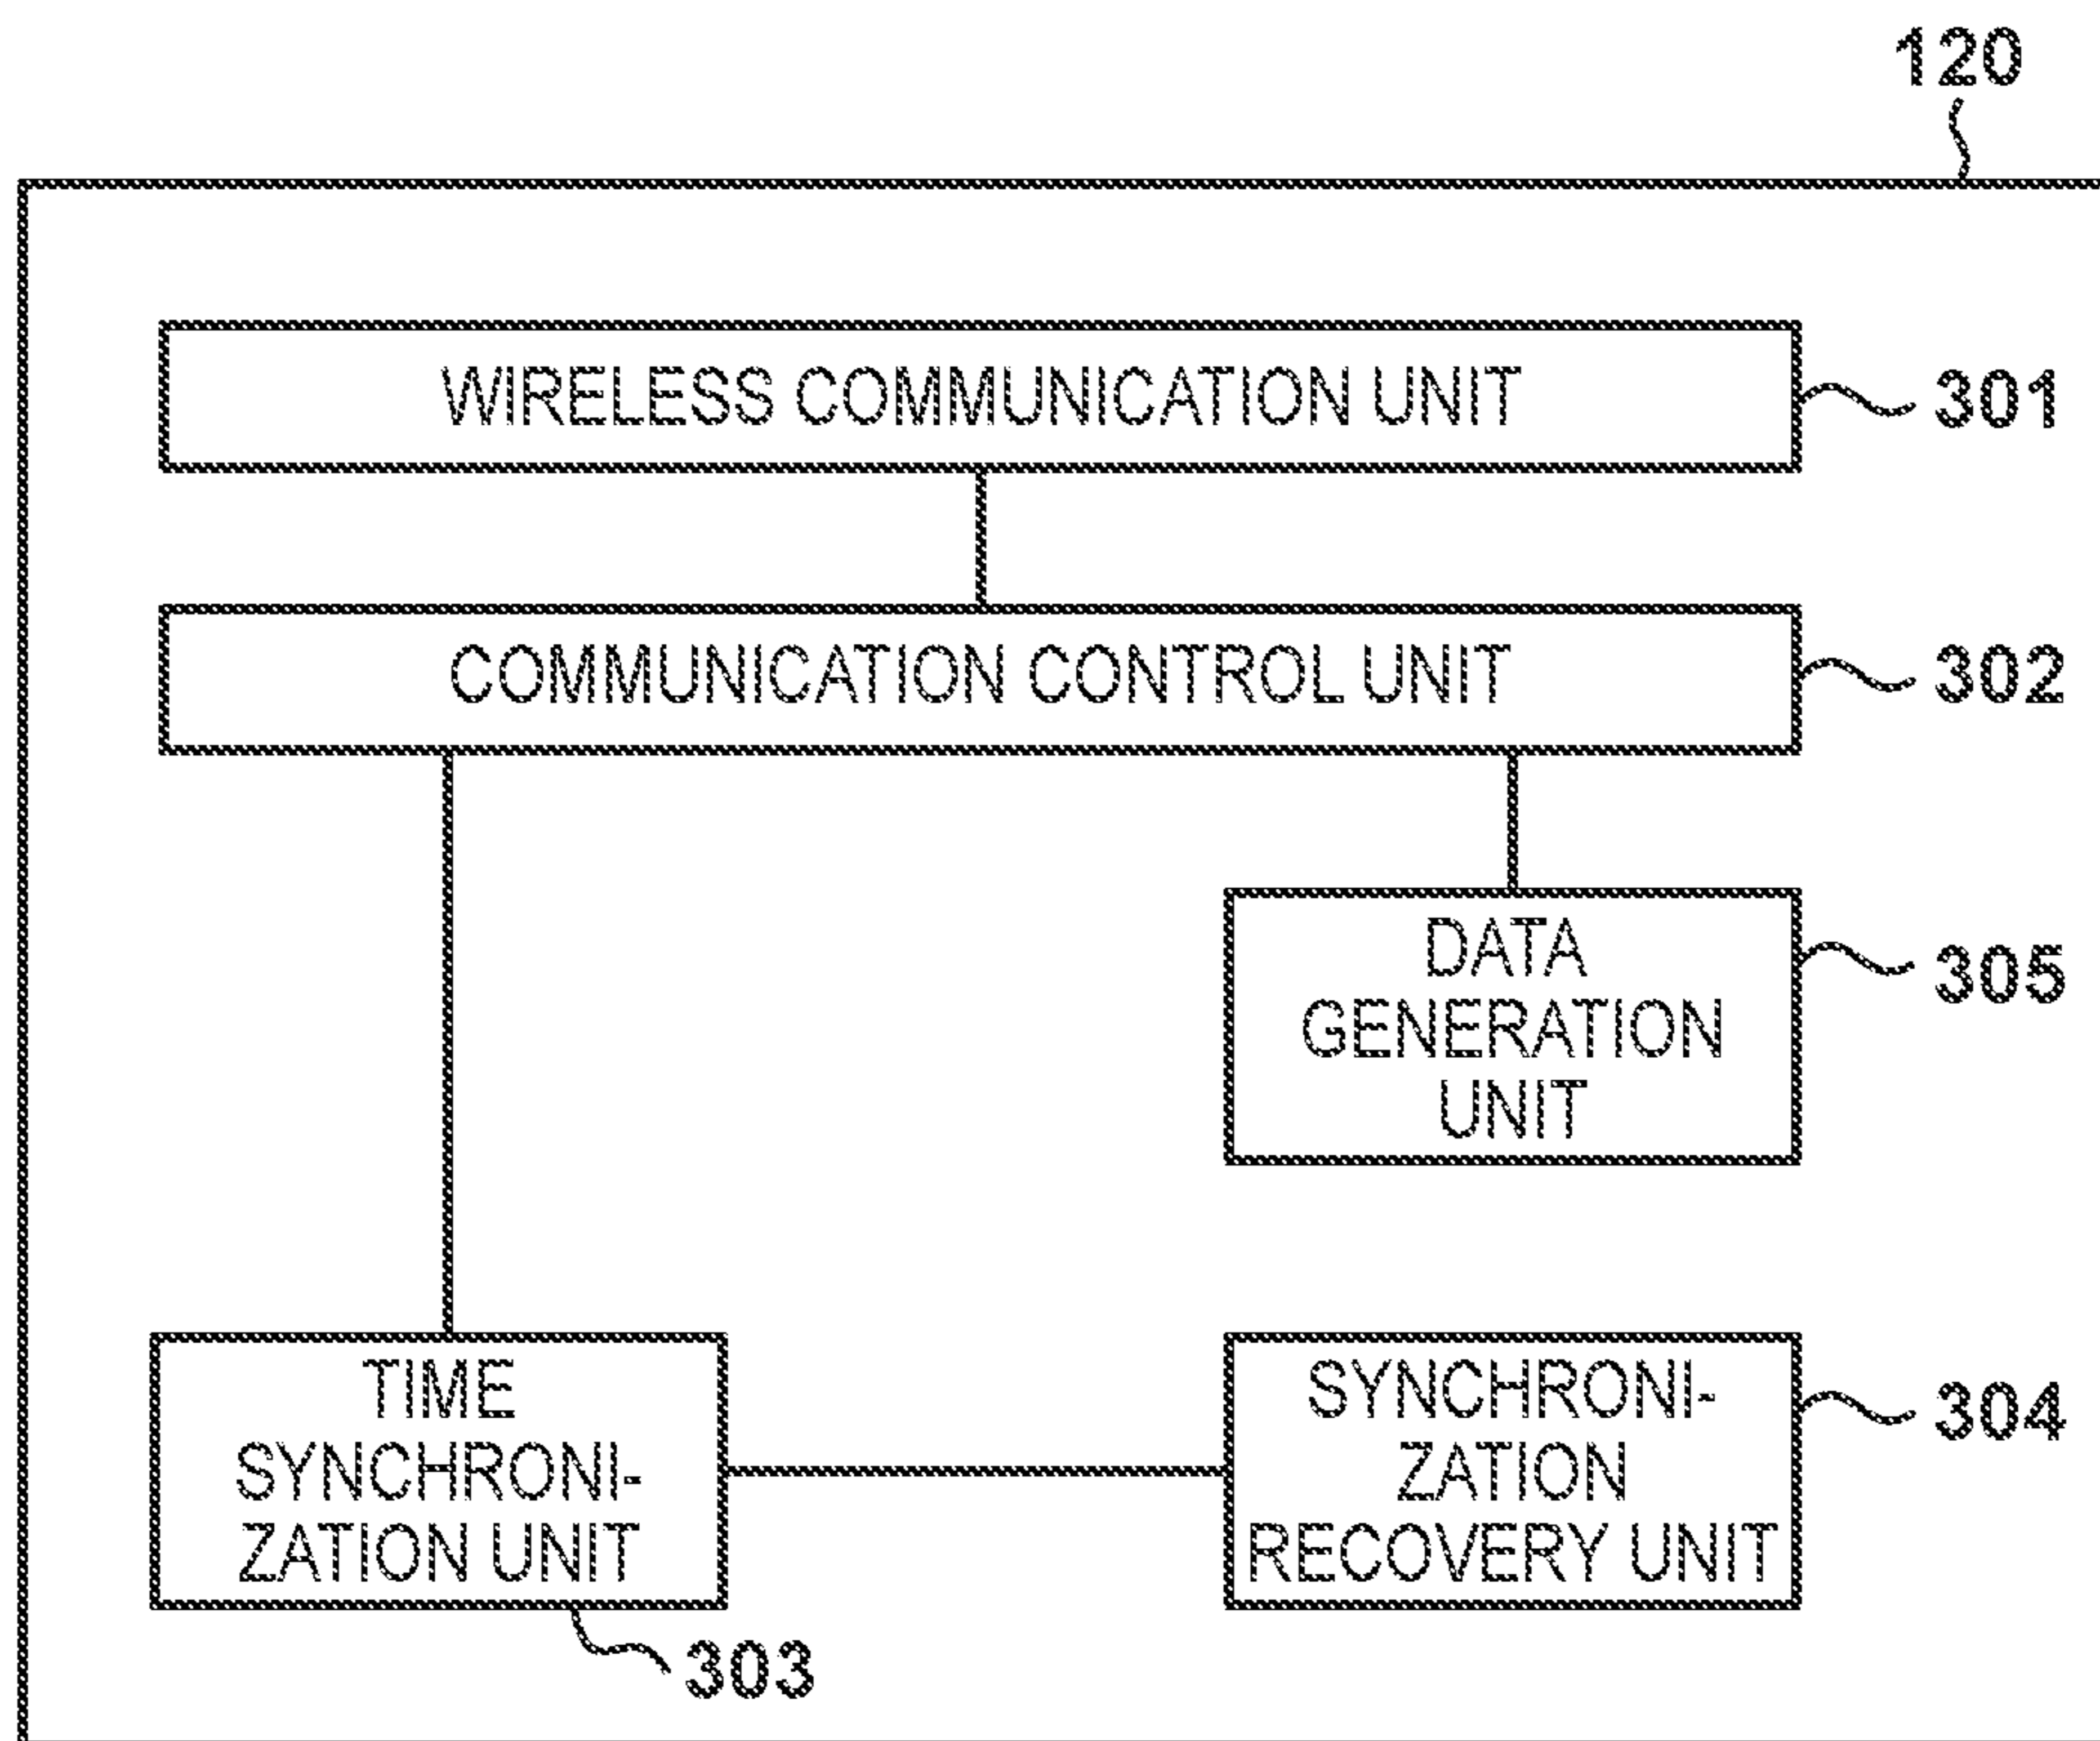 120
WIRELESS COMMUNICATION UNIT
301
COMMUNICATION CONTROL UNIT
302
DATA
GENERATION
UNIT
305
TIME
SYNCHRONI-
ZATION UNIT
303
SYNCHRONI-
ZATION
RECOVERY UNIT
304